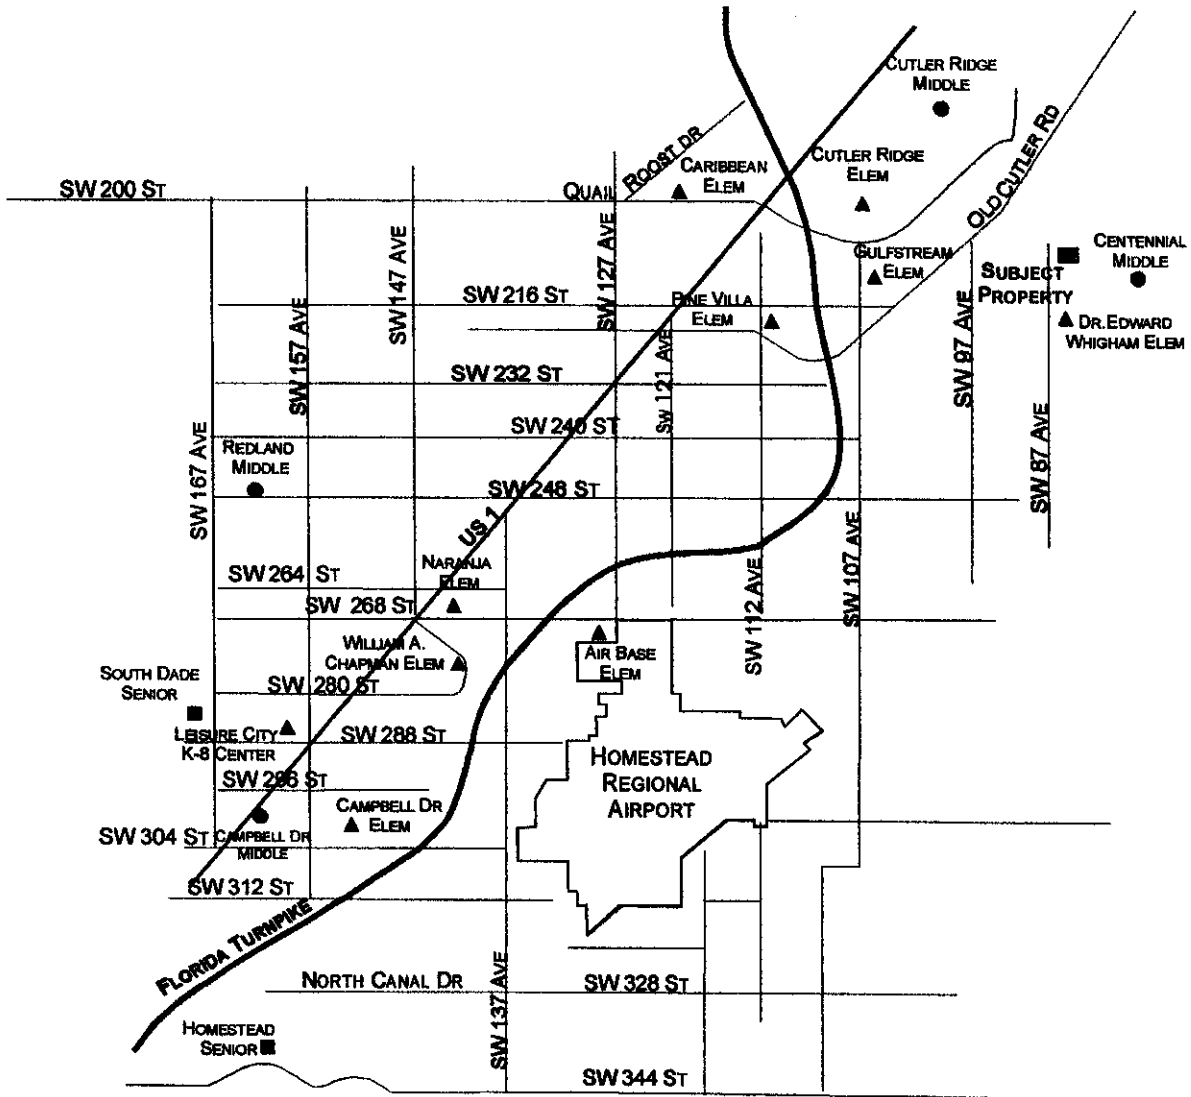 CUTLER RIDGE
MIDDLE
ROOST DR
CARIBBEAN
ELEM
CUTLER RIDGE
ELEM
OLD CUTLER RD
SW 200 ST
QUAIL
SW 147 AVE
SW 127 AVE
GULFSTREAM
ELEM
SUBJECT
PROPERTY
CENTENNIAL
MIDDLE
SW 216 ST
PINE VILLA
ELEM
DR. EDWARD
WHIGHAM ELEM
SW 157 AVE
SW 121 AVE
SW 97 AVE
SW 232 ST
SW 240 ST
SW 167 AVE
REDLAND
MIDDLE
SW 87 AVE
SW 248 ST
US 1
SW 264 ST
NARANJA
ELEM
SW 112 AVE
SW 107 AVE
SW 268 ST
WILLIAM A.
CHAPMAN ELEM
AIR BASE
ELEM
SOUTH DADE
SENIOR
SW 280 ST
LEISURE CITY
K-8 CENTER
SW 288 ST
HOMESTEAD
REGIONAL
AIRPORT
SW 296 ST
CAMPBELL DR
ELEM
SW 304 ST
CAMPBELL DR
MIDDLE
SW 312 ST
FLORIDA TURNPIKE
NORTH CANAL DR
SW 137 AVE
SW 328 ST
HOMESTEAD
SENIOR
SW 344 ST